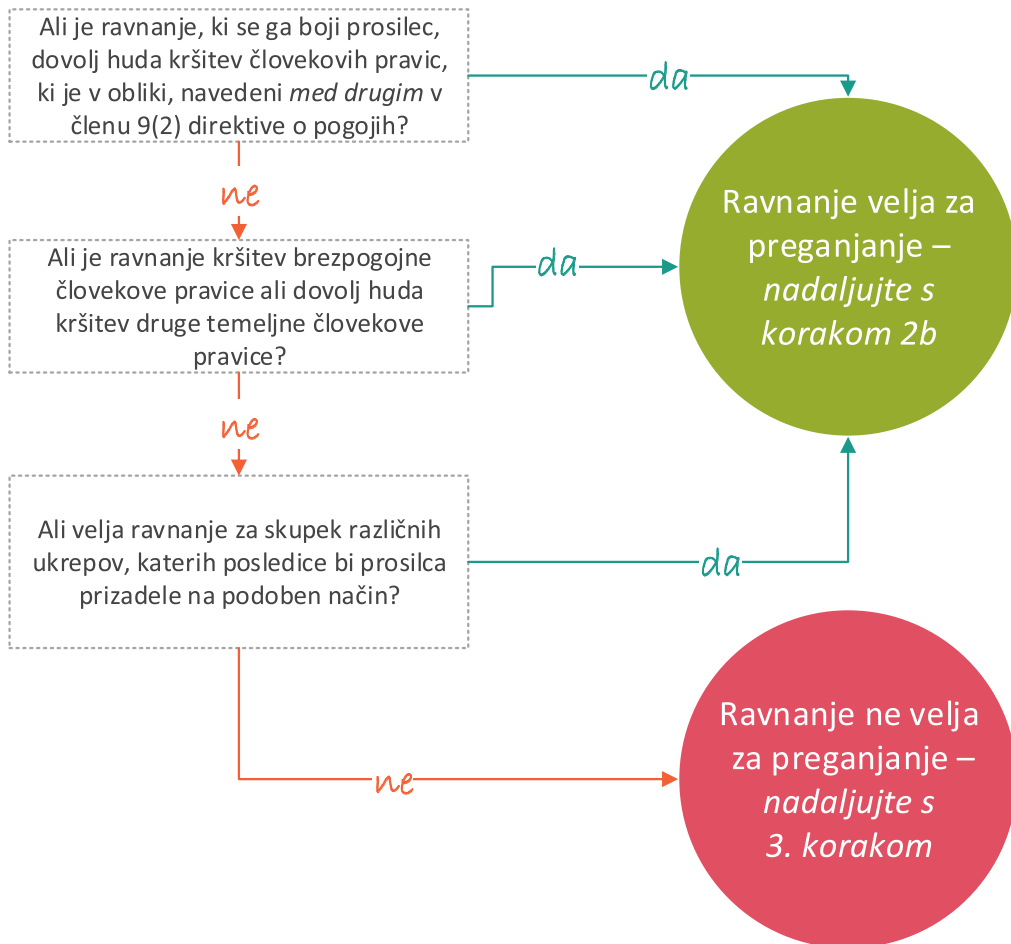 Ali je ravnanje, ki se ga boji prosilec,
dovolj huda kršitev človekovih pravic,
ki je v obliki, navedeni med drugim v
členu 9(2) direktive o pogojih?
da
ne
Ali je ravnanje kršitev brezpogojne
človekove pravice ali dovolj huda
kršitev druge temeljne človekove
pravice?
da
Ravnanje velja za
preganjanje –
nadaljujte s
korakom 2b
ne
Ali velja ravnanje za skupek različnih
ukrepov, katerih posledice bi prosilca
prizadele na podoben način?
da
ne
Ravnanje ne velja
za preganjanje –
nadaljujte s
3. korakom